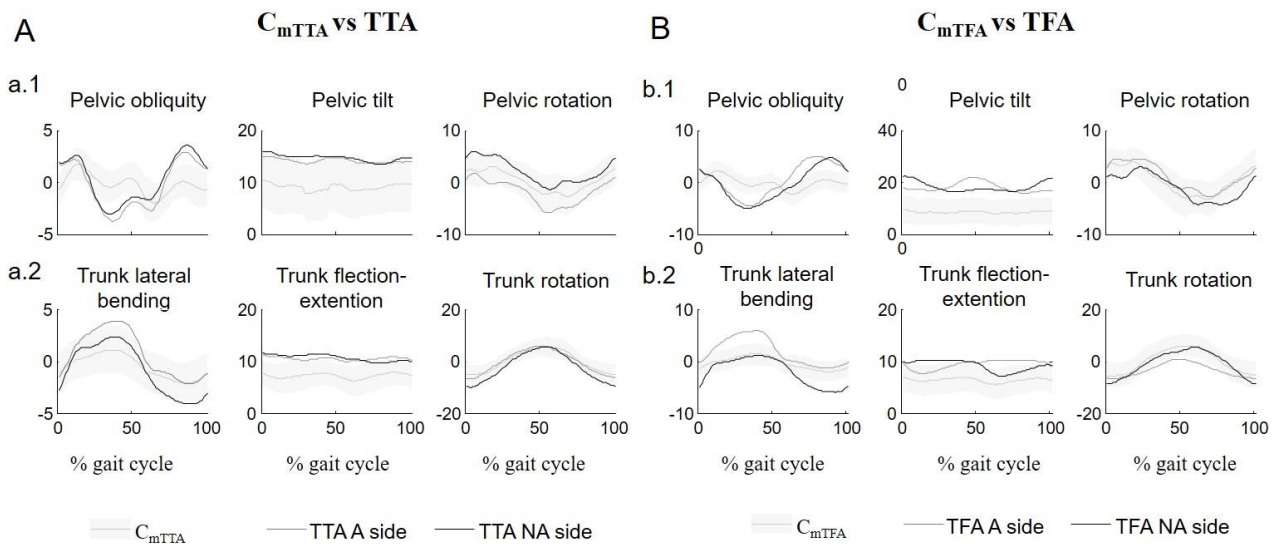 A
C_mTTA vs TTA
B
C_mTFA vs TFA
a.1
Pelvic obliquity
Pelvic tilt
Pelvic rotation
b.1
0
Pelvic obliquity
Pelvic tilt
Pelvic rotation
5
0
-5
20
10
0
10
0
-10
10
0
-10
0
40
20
0
0
10
0
-10
a.2
Trunk lateral
bending
Trunk flection-
extention
Trunk rotation
b.2
Trunk lateral
bending
Trunk flection-
extention
Trunk rotation
5
0
-5
20
10
0
20
0
-20
10
0
-10
20
10
0
20
0
-20
0 50 100
0 50 100
0 50 100
0 50 100
0 50 100
0 50 100
% gait cycle
% gait cycle
% gait cycle
% gait cycle
% gait cycle
% gait cycle
C_mTTA
TTA A side
TTA NA side
C_mTFA
TFA A side
TFA NA side